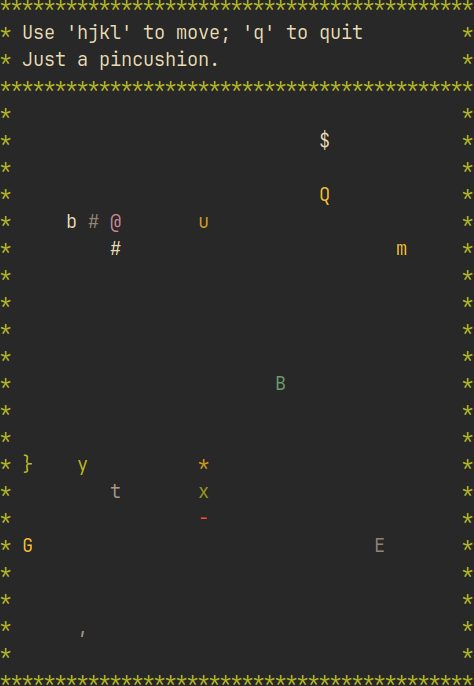 *******************************************
* Use 'hjkl' to move; 'q' to quit         *
* Just a pincushion.                      *
*******************************************
*                                         *
*                            $            *
*                                         *
*                            Q            *
*     b # @       u                       *
*         #                         m     *
*                                         *
*                                         *
*                                         *
*                                         *
*                        B                *
*                                         *
*                                         *
* }    y          *                       *
*         t       x                       *
*                 -                       *
* G                               E       *
*                                         *
*                                         *
*      ,                                  *
*                                         *
*******************************************